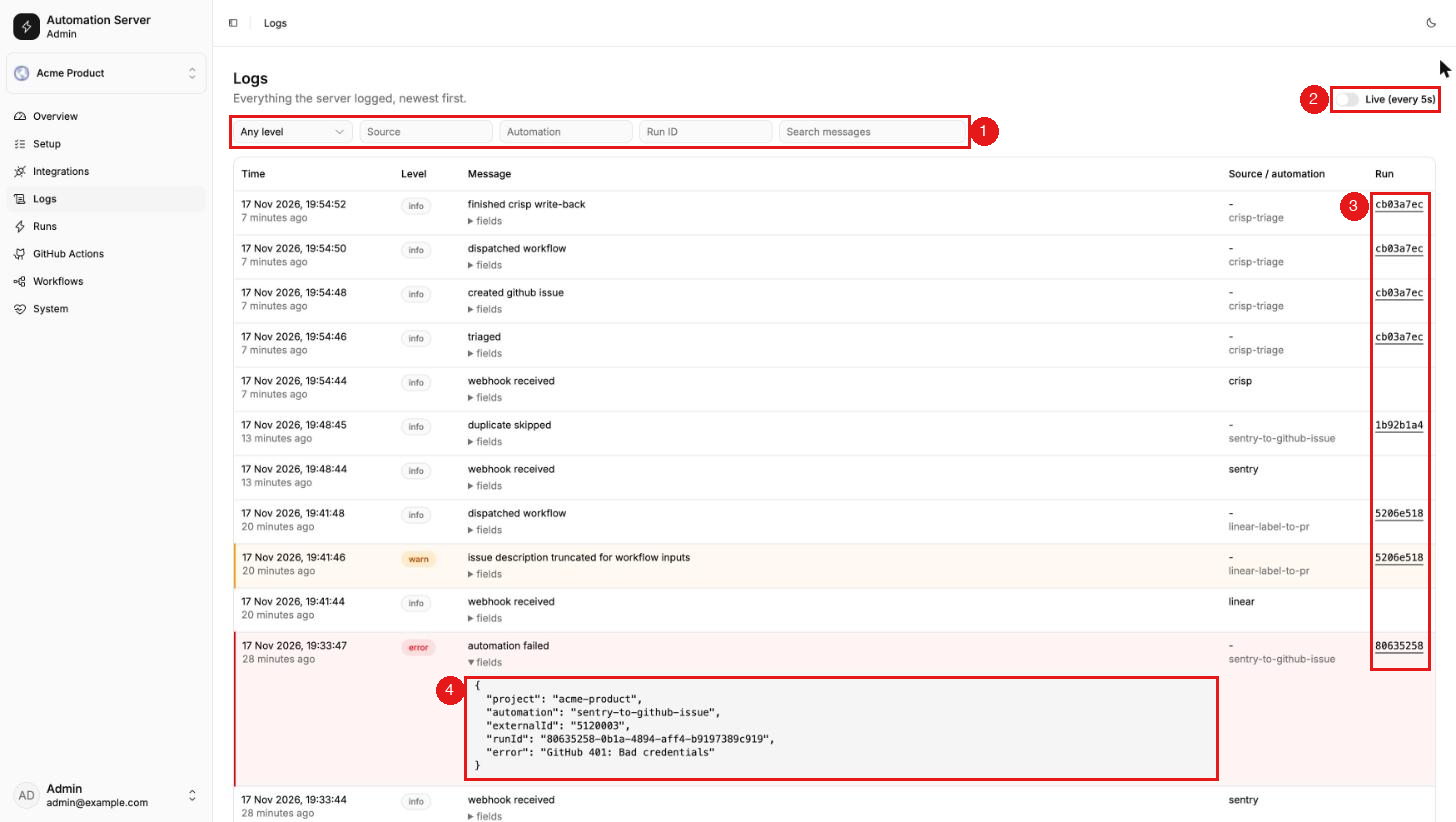 Automation Server
Admin
Acme Product
Overview
Setup
Integrations
Logs
Runs
GitHub Actions
Workflows
System
AD
Admin
admin@example.com
Logs
Logs
Everything the server logged, newest first.
2
Live (every 5s)
Any level
Source
Automation
Run ID
Search messages
1
Time Level Message Source / automation Run
17 Nov 2026, 19:54:52 info finished crisp write-back - 3 cb03a7ec
7 minutes ago ▶ fields crisp-triage
17 Nov 2026, 19:54:50 info dispatched workflow - cb03a7ec
7 minutes ago ▶ fields crisp-triage
17 Nov 2026, 19:54:48 info created github issue - cb03a7ec
7 minutes ago ▶ fields crisp-triage
17 Nov 2026, 19:54:46 info triaged - cb03a7ec
7 minutes ago ▶ fields crisp-triage
17 Nov 2026, 19:54:44 info webhook received crisp
7 minutes ago ▶ fields
17 Nov 2026, 19:48:45 info duplicate skipped - 1b92b1a4
13 minutes ago ▶ fields sentry-to-github-issue
17 Nov 2026, 19:48:44 info webhook received sentry
13 minutes ago ▶ fields
17 Nov 2026, 19:41:48 info dispatched workflow - 5206e518
20 minutes ago ▶ fields linear-label-to-pr
17 Nov 2026, 19:41:46 warn issue description truncated for workflow inputs - 5206e518
20 minutes ago ▶ fields linear-label-to-pr
17 Nov 2026, 19:41:44 info webhook received linear
20 minutes ago ▶ fields
17 Nov 2026, 19:33:47 error automation failed - 80635258
28 minutes ago ▼ fields sentry-to-github-issue
4
{
"project": "acme-product",
"automation": "sentry-to-github-issue",
"externalId": "5120003",
"runId": "80635258-0b1a-4894-aff4-b9197389c919",
"error": "GitHub 401: Bad credentials"
}
17 Nov 2026, 19:33:44 info webhook received sentry
28 minutes ago ▶ fields